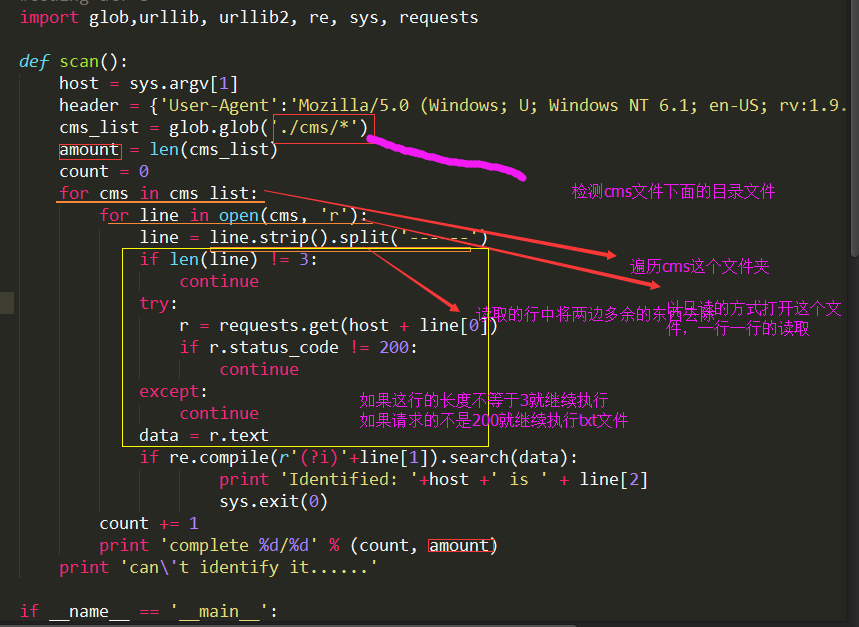 import glob,urllib, urllib2, re, sys, requests
def scan():
host = sys.argv[1]
header = {'User-Agent':'Mozilla/5.0 (Windows; U; Windows NT 6.1; en-US; rv:1.9.
cms_list = glob.glob('./cms/*')
amount = len(cms_list)
count = 0
for cms in cms_list:
检测cms文件下面的目录文件
for line in open(cms, 'r'):
line = line.strip().split('------')
if len(line) != 3:
遍历cms这个文件夹
continue
try:
以只读的方式打开这个文
件，一行一行的读取
r = requests.get(host + line[0])
读取的行中将两边多余的东西去除
if r.status_code != 200:
continue
except:
如果这行的长度不等于3就继续执行
continue
如果请求的不是200就继续执行txt文件
data = r.text
if re.compile(r'(?i)'+line[1]).search(data):
print 'Identified: '+host +' is ' + line[2]
sys.exit(0)
count += 1
print 'complete %d/%d' % (count, amount)
print 'can\'t identify it......'
if __name__ == '__main__':